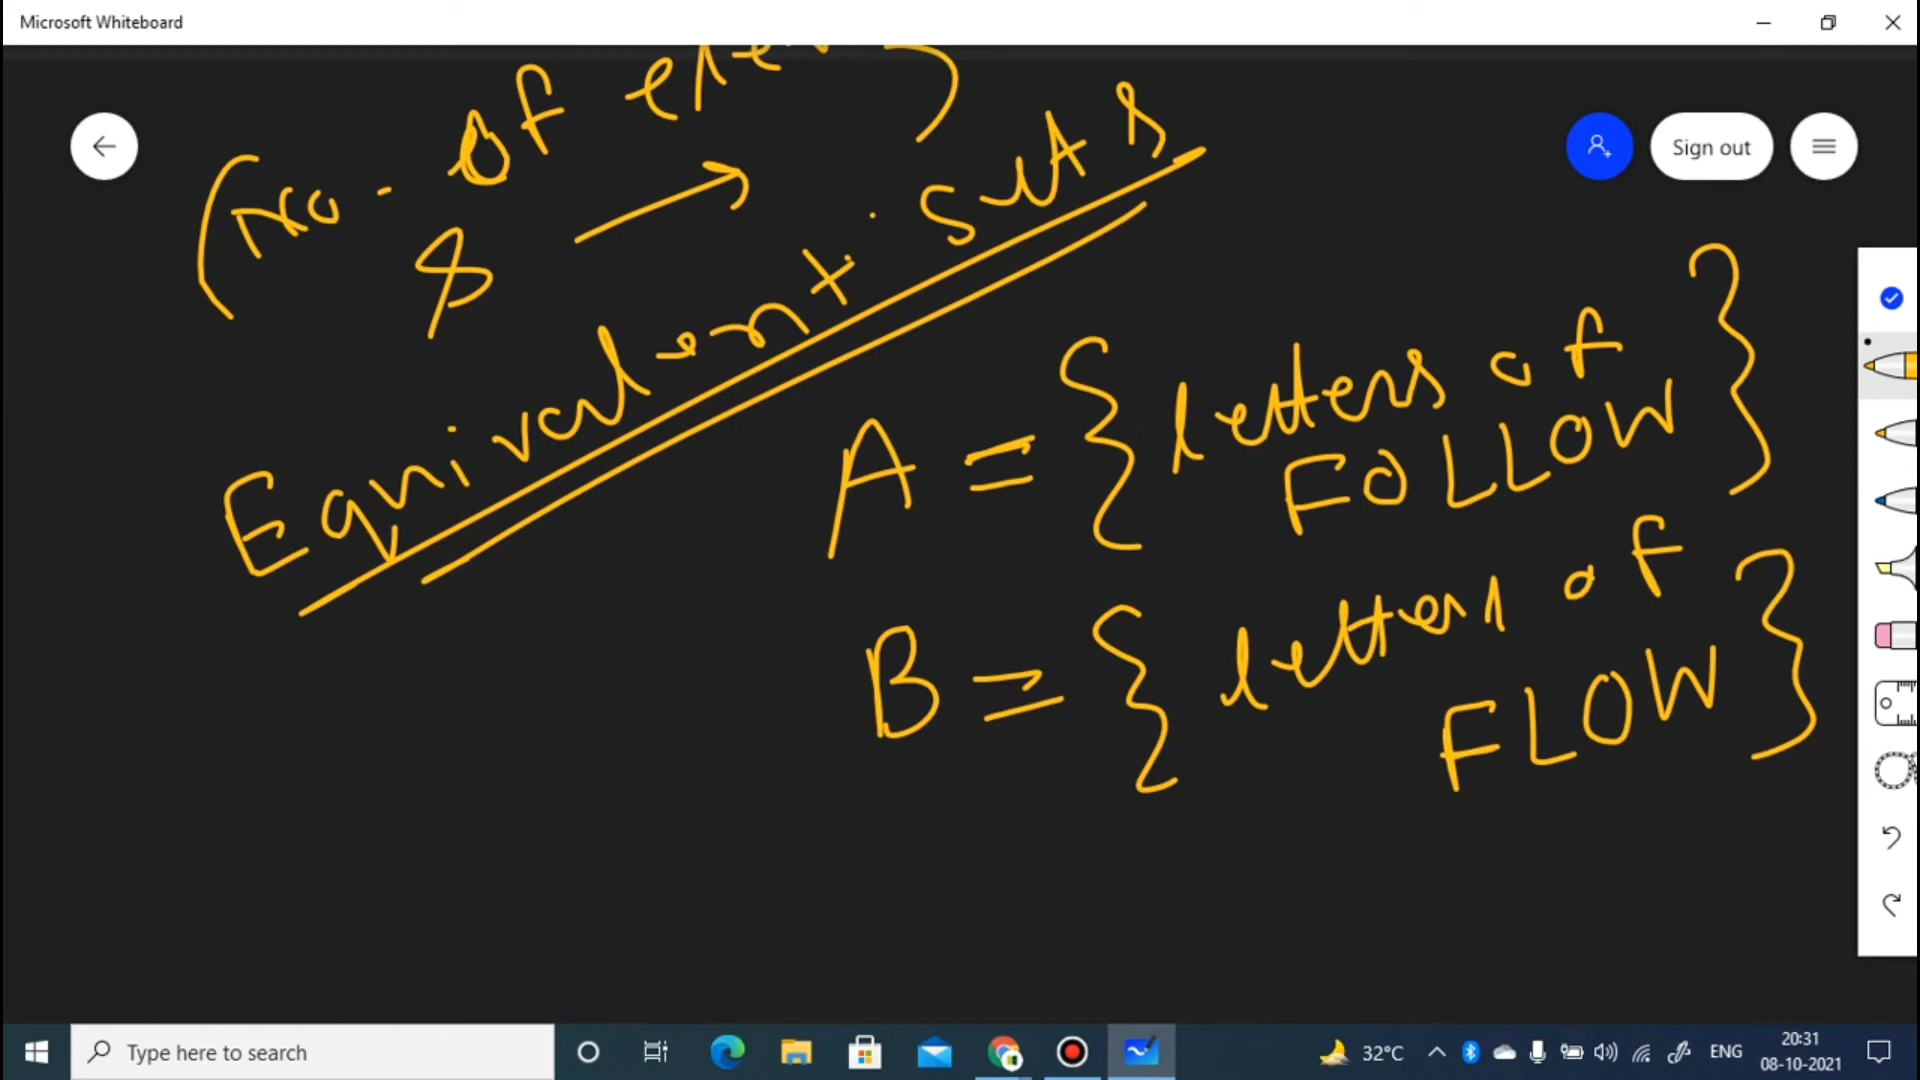 Microsoft Whiteboard
(No. of ele
8 →
Equivalent sets
Sign out
A = {letters of
FOLLOW}
B = {letters of
FLOW}
Type here to search
32°C
ENG
20:31
08-10-2021